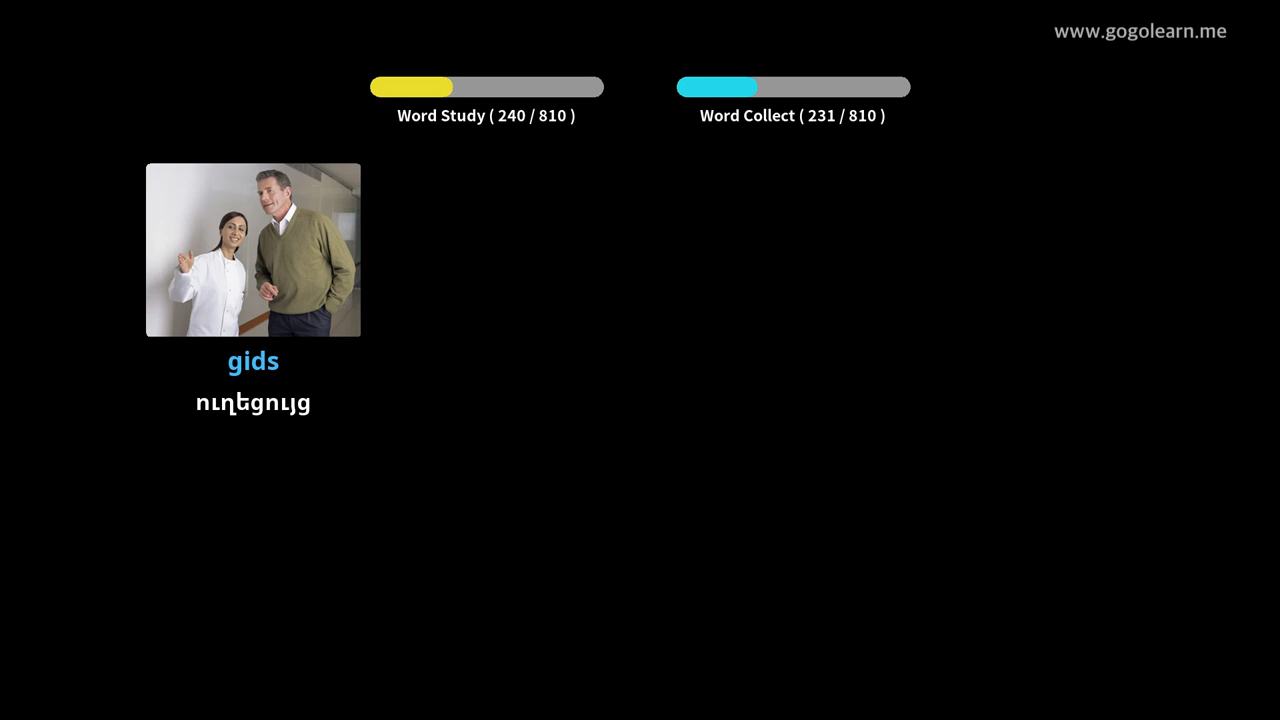 www.gogolearn.me
Word Study ( 240 / 810 )
Word Collect ( 231 / 810 )
gids
ուղեցույց